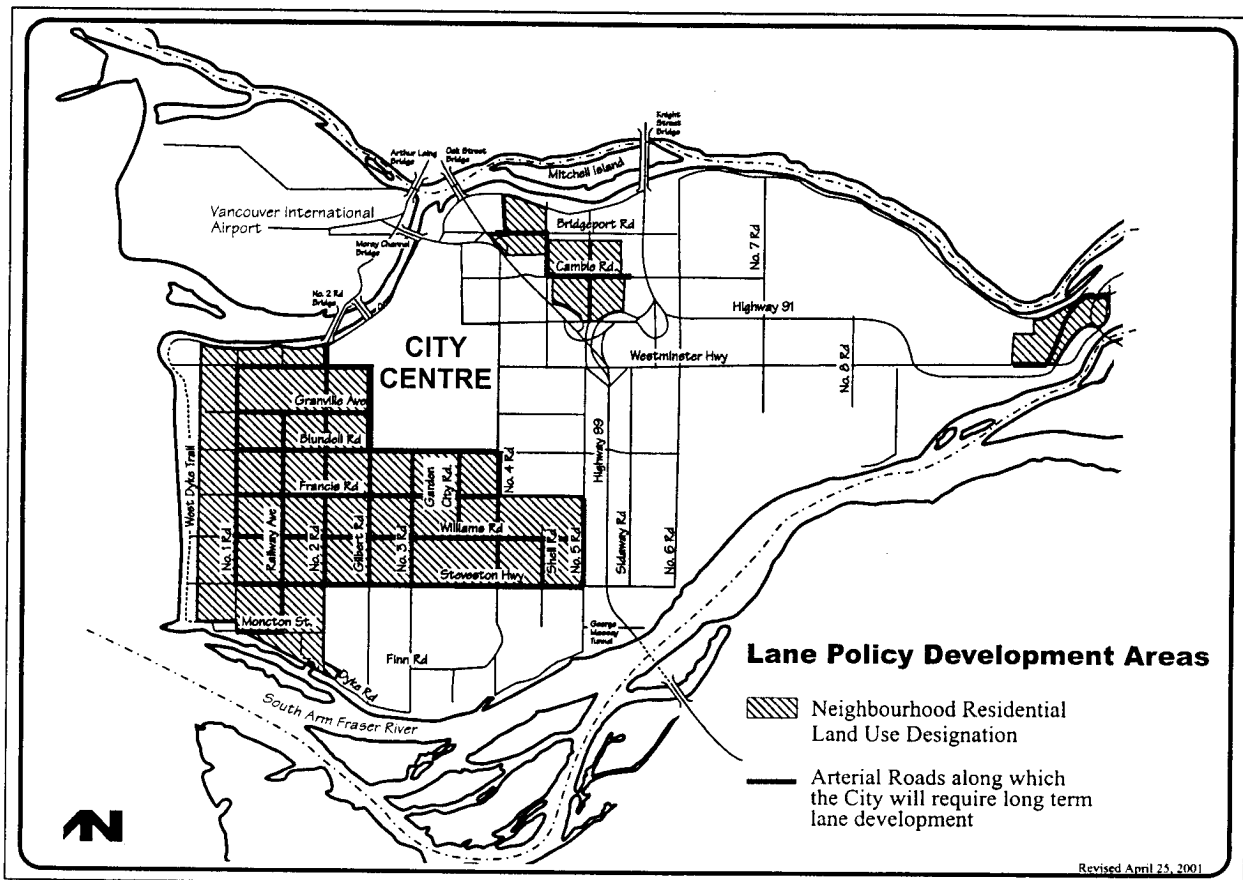 Knight
Street
Bridge
Arthur Laing
Bridge
Oak Street
Bridge
Mitchell Island
Vancouver International
Airport
Bridgeport Rd
No. 7 Rd
Moray Channel
Bridge
Cambie Rd.
No. 2 Rd
Bridge
Highway 91
CITY
CENTRE
Westminster Hwy
No. 8 Rd
Granville Ave
Blundell Rd
West Dyke Trail
Francis Rd
Garden
City Rd.
No. 4 Rd
Highway 99
No. 1 Rd
Railway Ave
No. 2 Rd
Gilbert Rd
No. 3 Rd
Williams Rd
Shell Rd
No. 5 Rd
Sidaway Rd
No. 6 Rd
Steveston Hwy
Moncton St.
George
Massey
Tunnel
Finn Rd
Dyke Rd
South Arm Fraser River
Lane Policy Development Areas
Neighbourhood Residential
Land Use Designation
Arterial Roads along which
the City will require long term
lane development
N
Revised April 25, 2001